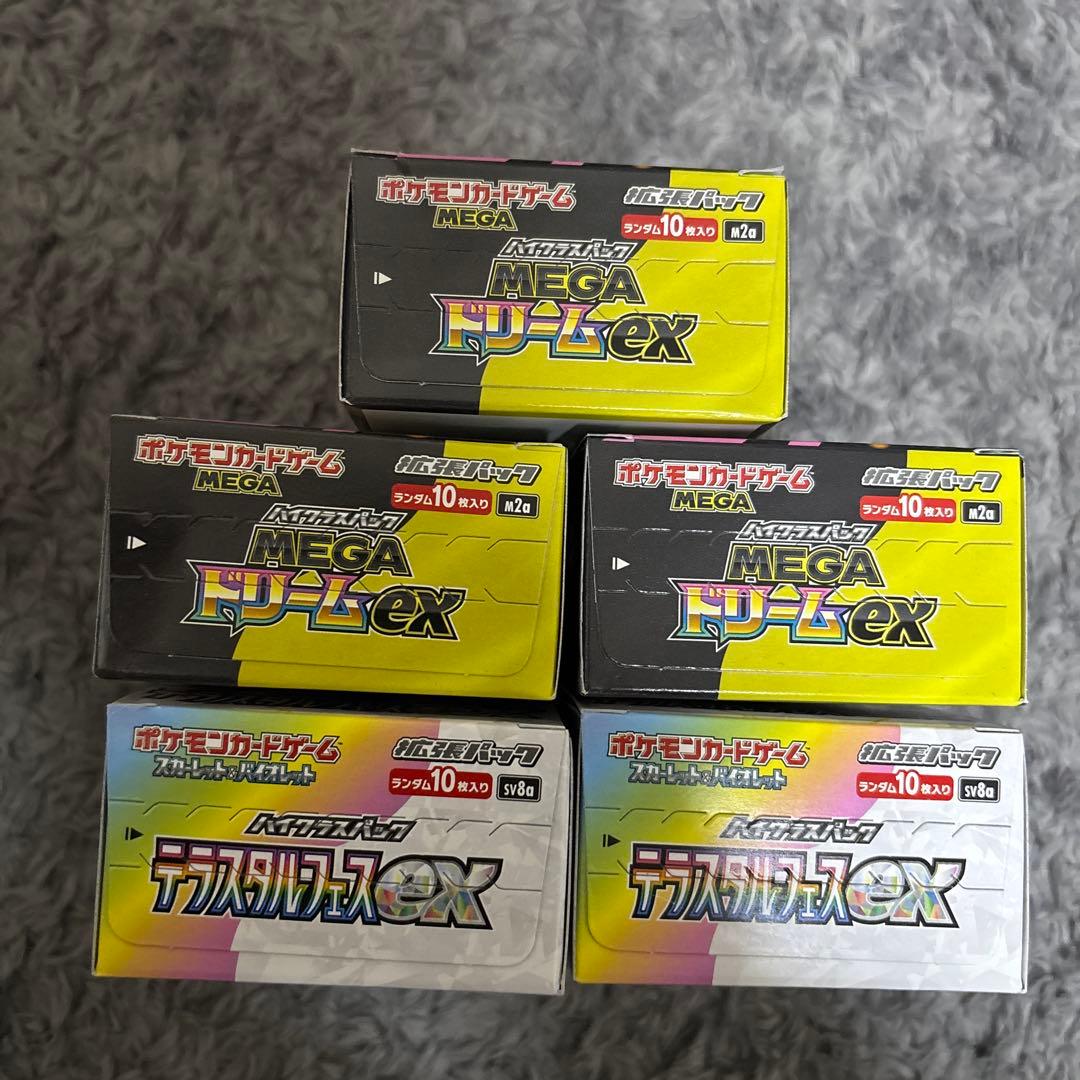 ポケモンカードゲーム
MEGA
拡張パック
ランダム10枚入り
M2a
ハイクラスパック
MEGA
ドリームex
ポケモンカードゲーム
MEGA
拡張パック
ランダム10枚入り
M2a
ハイクラスパック
MEGA
ドリームex
ポケモンカードゲーム
MEGA
拡張パック
ランダム10枚入り
M2a
ハイクラスパック
MEGA
ドリームex
ポケモンカードゲーム
スカーレット&バイオレット
拡張パック
ランダム10枚入り
SV8a
ハイクラスパック
テラスタルフェスex
ポケモンカードゲーム
スカーレット&バイオレット
拡張パック
ランダム10枚入り
SV8a
ハイクラスパック
テラスタルフェスex